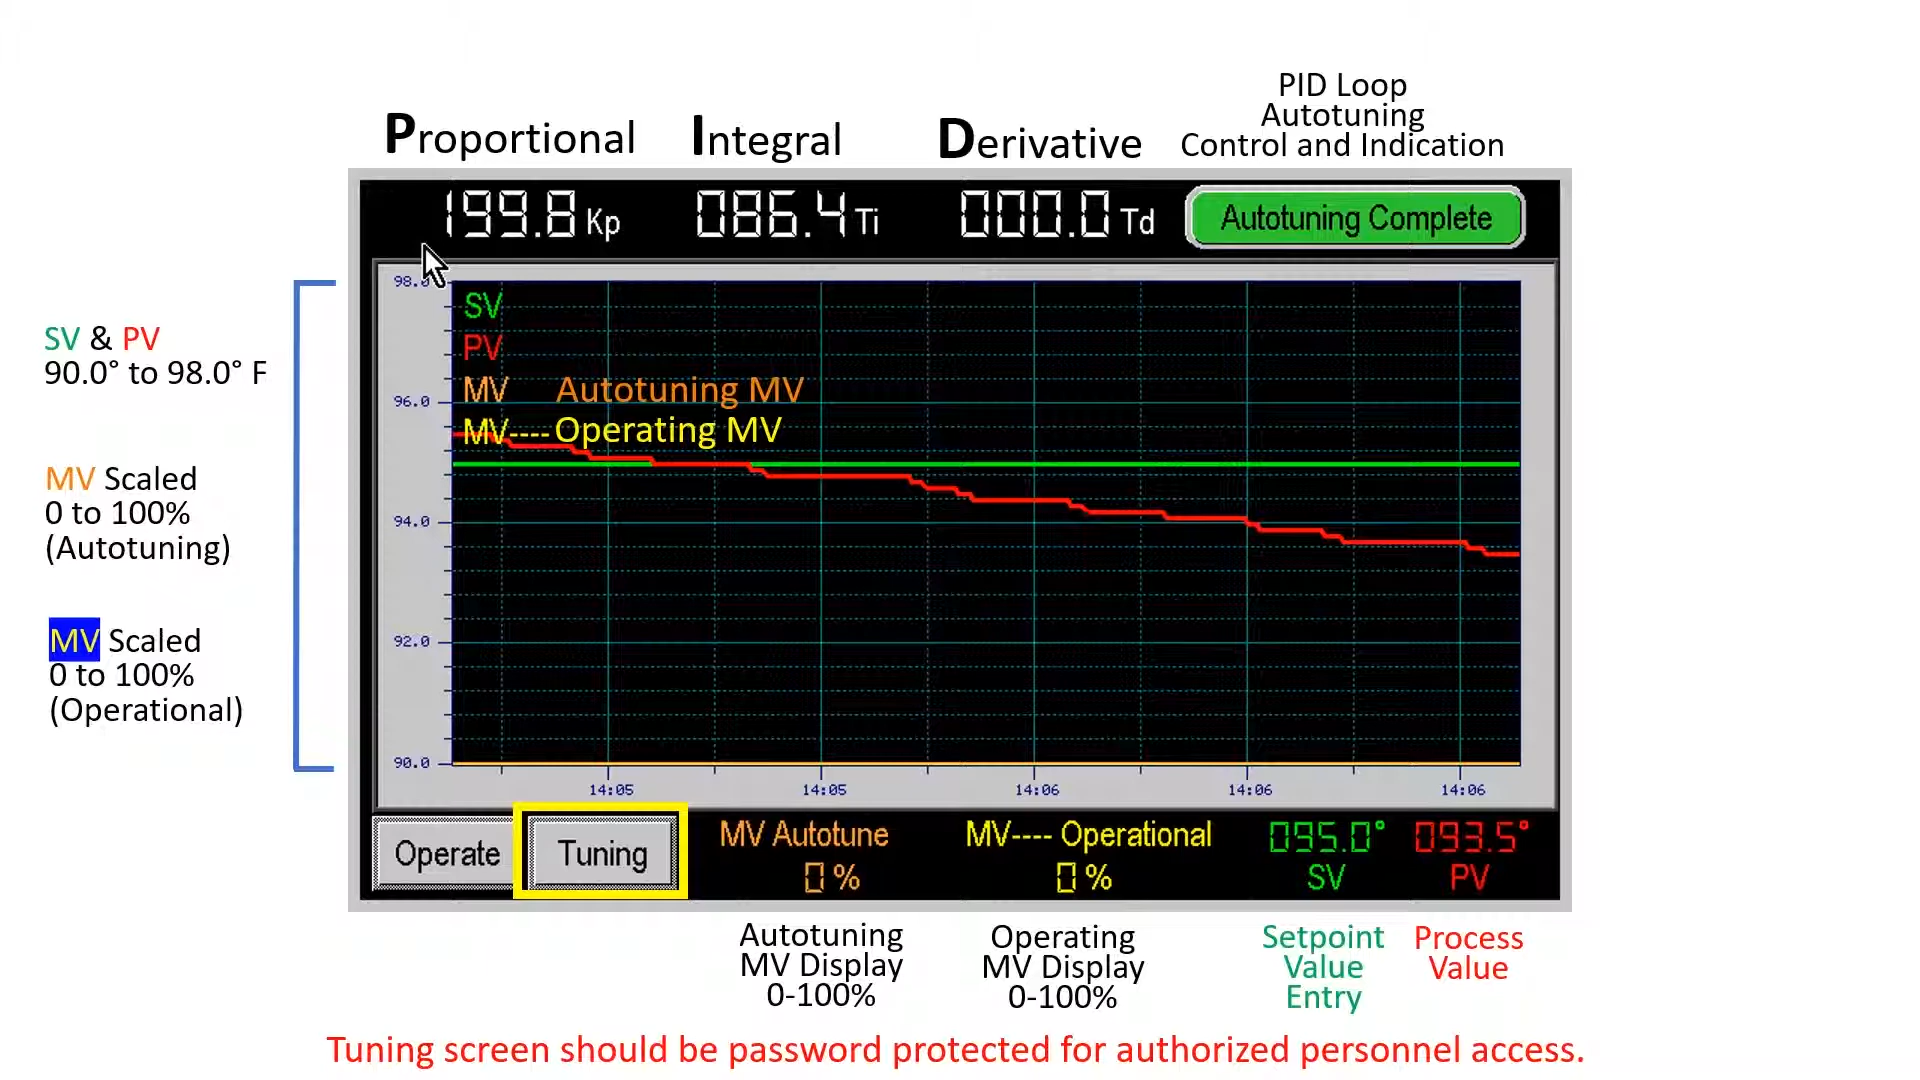 PID Loop
Autotuning
Control and Indication
Proportional Integral Derivative
199.8 Kp 086.4 Ti 000.0 Td Autotuning Complete
98.0
SV
PV
MV Autotuning MV
MV---- Operating MV
96.0
94.0
92.0
90.0
14:05 14:05 14:06 14:06 14:06
SV & PV
90.0° to 98.0° F
MV Scaled
0 to 100%
(Autotuning)
MV Scaled
0 to 100%
(Operational)
Operate Tuning
MV Autotune
0 %
MV---- Operational
0 %
095.0°
SV
093.5°
PV
Autotuning
MV Display
0-100%
Operating
MV Display
0-100%
Setpoint
Value
Entry
Process
Value
Tuning screen should be password protected for authorized personnel access.